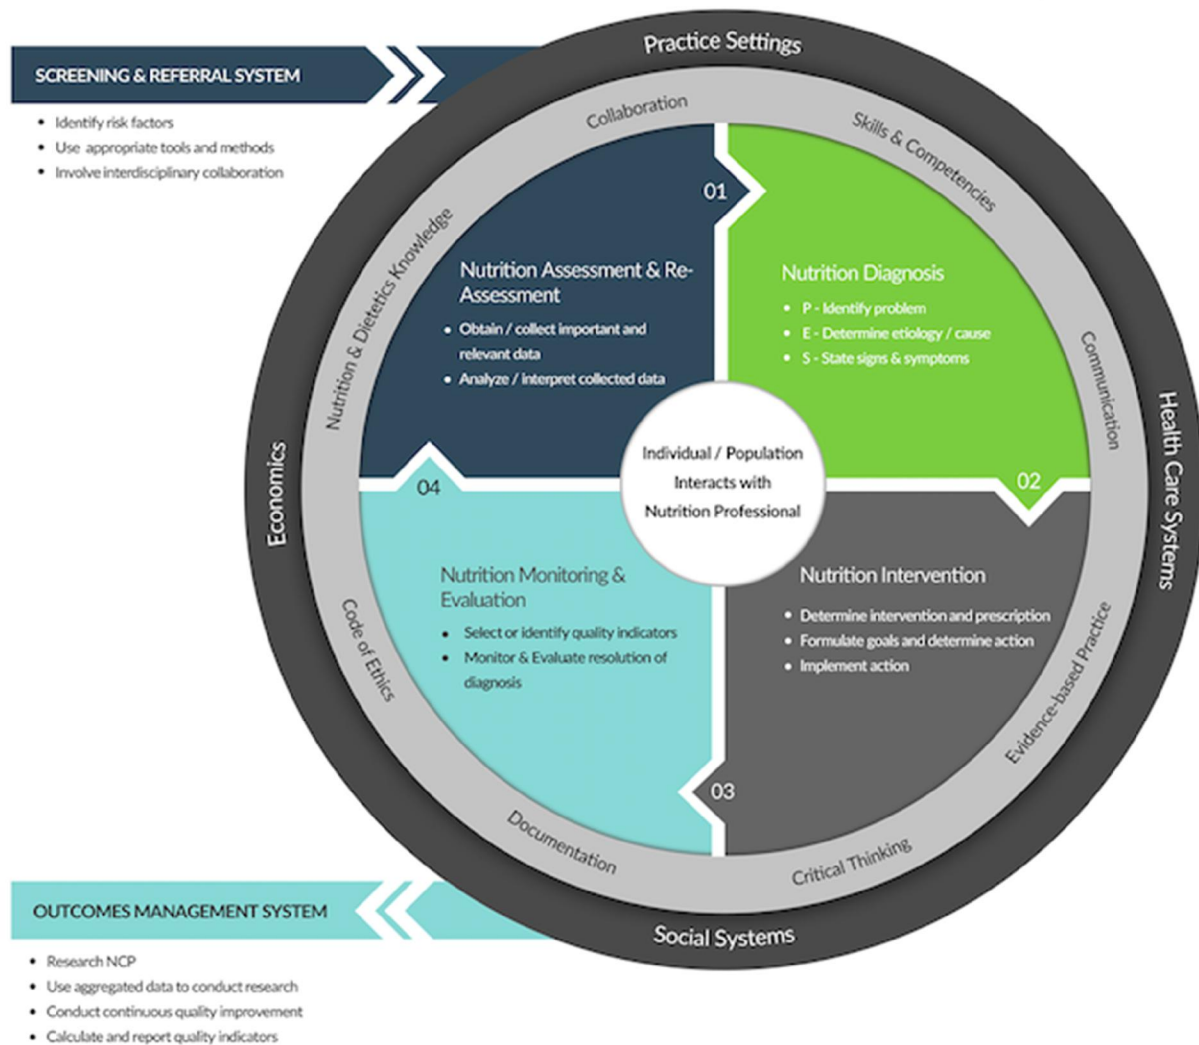 SCREENING & REFERRAL SYSTEM
• Identify risk factors
• Use appropriate tools and methods
• Involve interdisciplinary collaboration
Practice Settings
Health Care Systems
Social Systems
Economics
Collaboration
Skills & Competencies
Communication
Evidence-based Practice
Critical Thinking
Documentation
Code of Ethics
Nutrition & Dietetics Knowledge
01
Nutrition Assessment & Re-
Assessment
• Obtain / collect important and
relevant data
• Analyze / interpret collected data
Nutrition Diagnosis
• P - Identify problem
• E - Determine etiology / cause
• S - State signs & symptoms
02
Individual / Population
Interacts with
Nutrition Professional
Nutrition Intervention
• Determine intervention and prescription
• Formulate goals and determine action
• Implement action
03
04
Nutrition Monitoring &
Evaluation
• Select or identify quality indicators
• Monitor & Evaluate resolution of
diagnosis
OUTCOMES MANAGEMENT SYSTEM
• Research NCP
• Use aggregated data to conduct research
• Conduct continuous quality improvement
• Calculate and report quality indicators